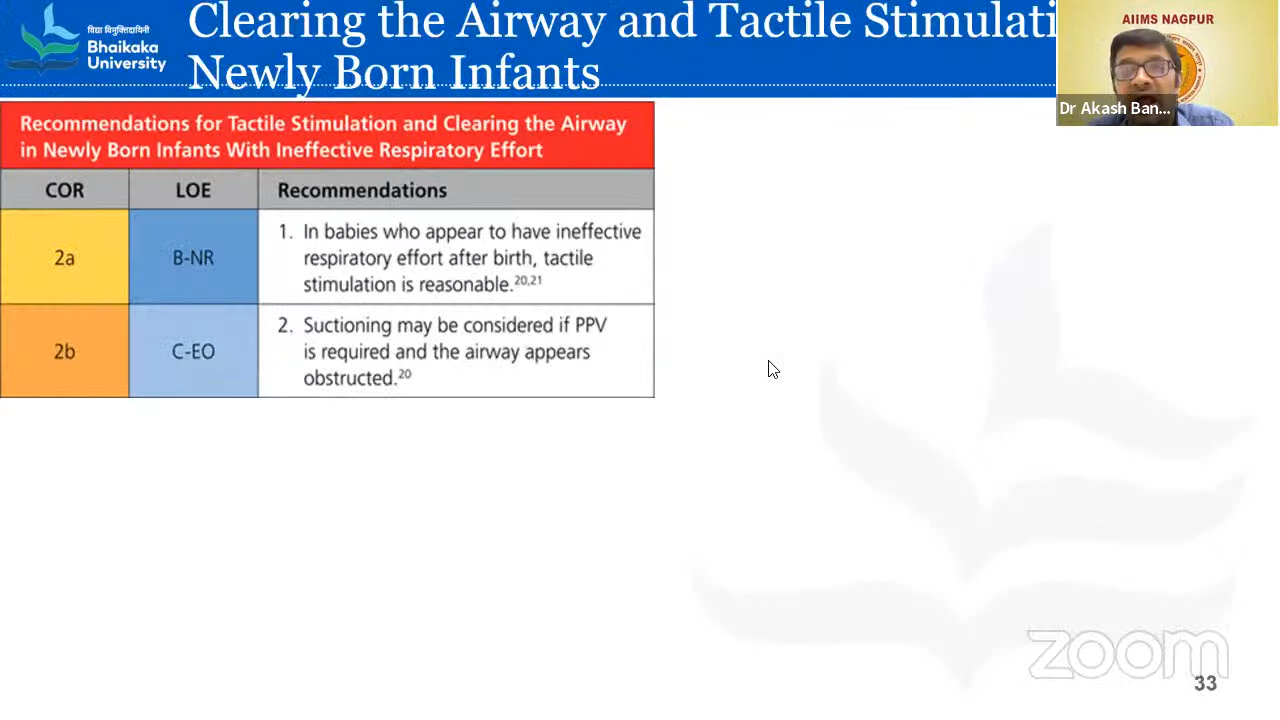 विद्या विमुक्तिदायिनी
Bhaikaka
University
Clearing the Airway and Tactile Stimulati
Newly Born Infants
AIIMS NAGPUR
Dr Akash Ban...
Recommendations for Tactile Stimulation and Clearing the Airway
in Newly Born Infants With Ineffective Respiratory Effort
COR LOE Recommendations
2a B-NR 1. In babies who appear to have ineffective
respiratory effort after birth, tactile
stimulation is reasonable.20,21
2b C-EO 2. Suctioning may be considered if PPV
is required and the airway appears
obstructed.20
zoom
33